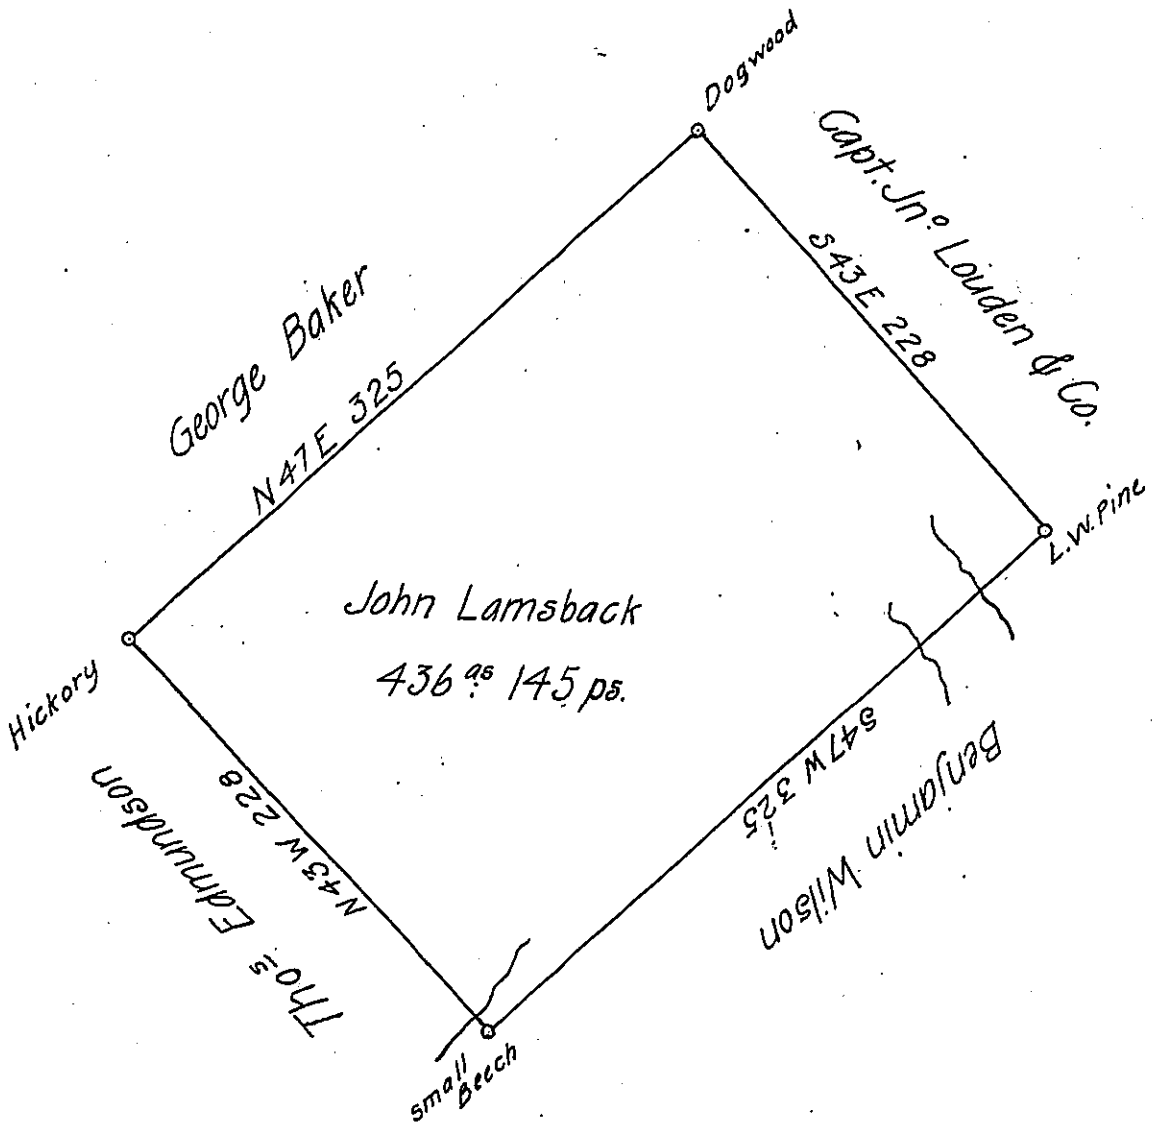 Dogwood
Capt. Jnº Louden & Co.
S43E 228
George Baker
N47E 325
L.W. Pine
John Lamsback
436 as. 145 ps.
Hickory
S47W 325
Benjamin Wilson
N43W 228
Thos Edmundson
Small
Beech